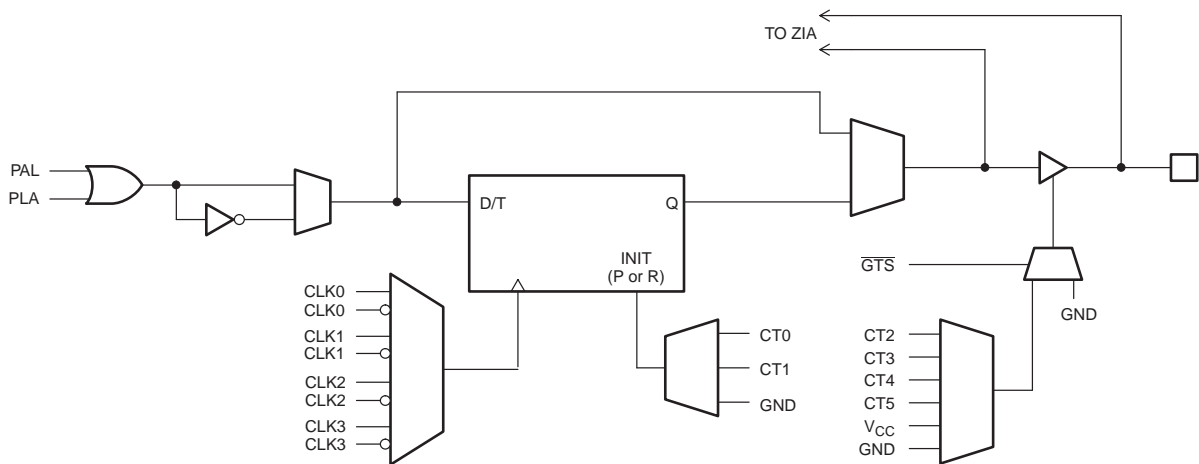 TO ZIA
PAL
PLA
D/T
Q
INIT
(P or R)
GTS
GND
CLK0
CLK0
CLK1
CLK1
CLK2
CLK2
CLK3
CLK3
CT0
CT1
GND
CT2
CT3
CT4
CT5
VCC
GND